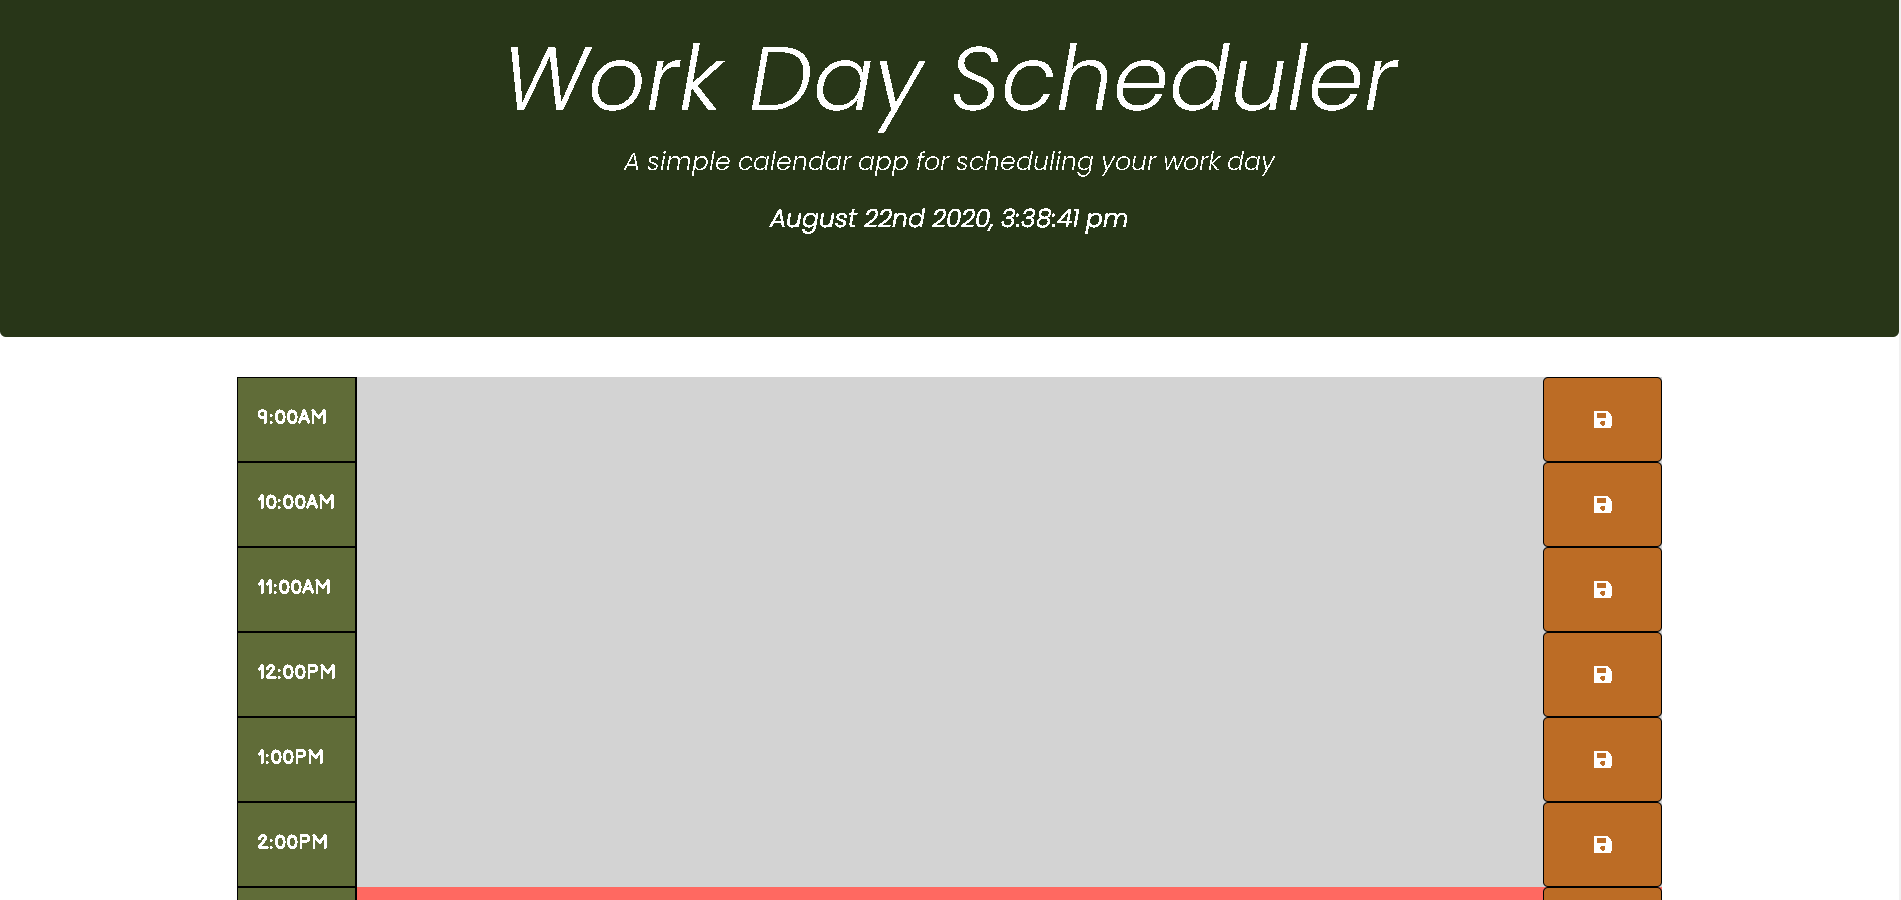 Work Day Scheduler
A simple calendar app for scheduling your work day
August 22nd 2020, 3:38:41 pm
9:00AM
10:00AM
11:00AM
12:00PM
1:00PM
2:00PM